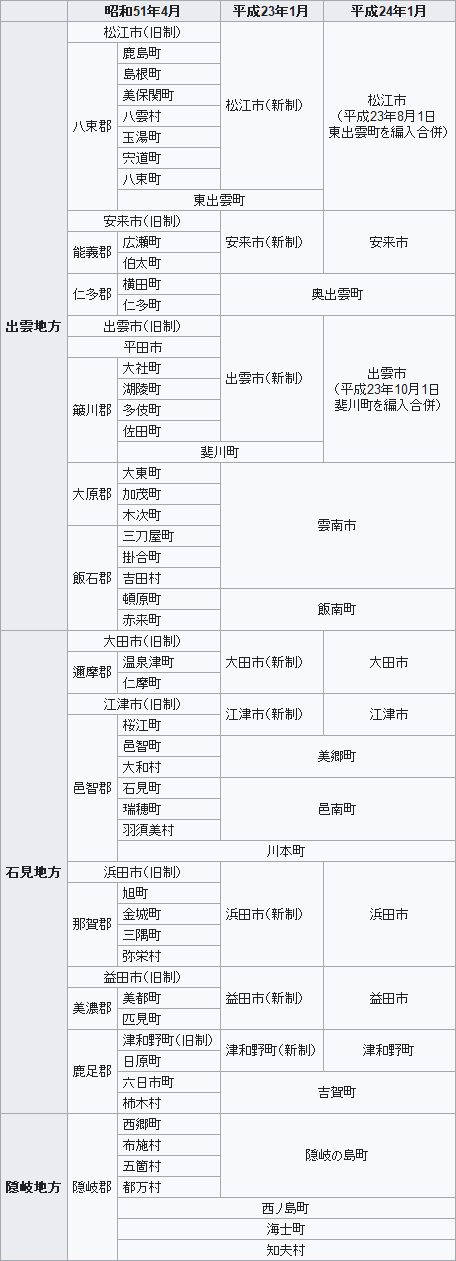 昭和51年4月 平成23年1月 平成24年1月
出雲地方
松江市(旧制)
八束郡
鹿島町
島根町
美保関町
八雲村
玉湯町
宍道町
八束町
松江市(新制)
松江市
(平成23年8月1日
東出雲町を編入合併)
東出雲町
安来市(旧制)
能義郡
広瀬町
伯太町
安来市(新制)
安来市
仁多郡
横田町
仁多町
奥出雲町
出雲市(旧制)
平田市
簸川郡
大社町
湖陵町
多伎町
佐田町
出雲市(新制)
出雲市
(平成23年10月1日
斐川町を編入合併)
斐川町
大原郡
大東町
加茂町
木次町
雲南市
飯石郡
三刀屋町
掛合町
吉田村
頓原町
赤来町
飯南町
石見地方
大田市(旧制)
邇摩郡
温泉津町
仁摩町
大田市(新制)
大田市
江津市(旧制)
邑智郡
桜江町
江津市(新制)
江津市
邑智町
大和村
美郷町
石見町
瑞穂町
羽須美村
邑南町
川本町
浜田市(旧制)
那賀郡
旭町
金城町
三隅町
弥栄村
浜田市(新制)
浜田市
益田市(旧制)
美濃郡
美都町
匹見町
益田市(新制)
益田市
鹿足郡
津和野町(旧制)
日原町
津和野町(新制)
津和野町
六日市町
柿木村
吉賀町
隠岐地方
隠岐郡
西郷町
布施村
五箇村
都万村
隠岐の島町
西ノ島町
海士町
知夫村